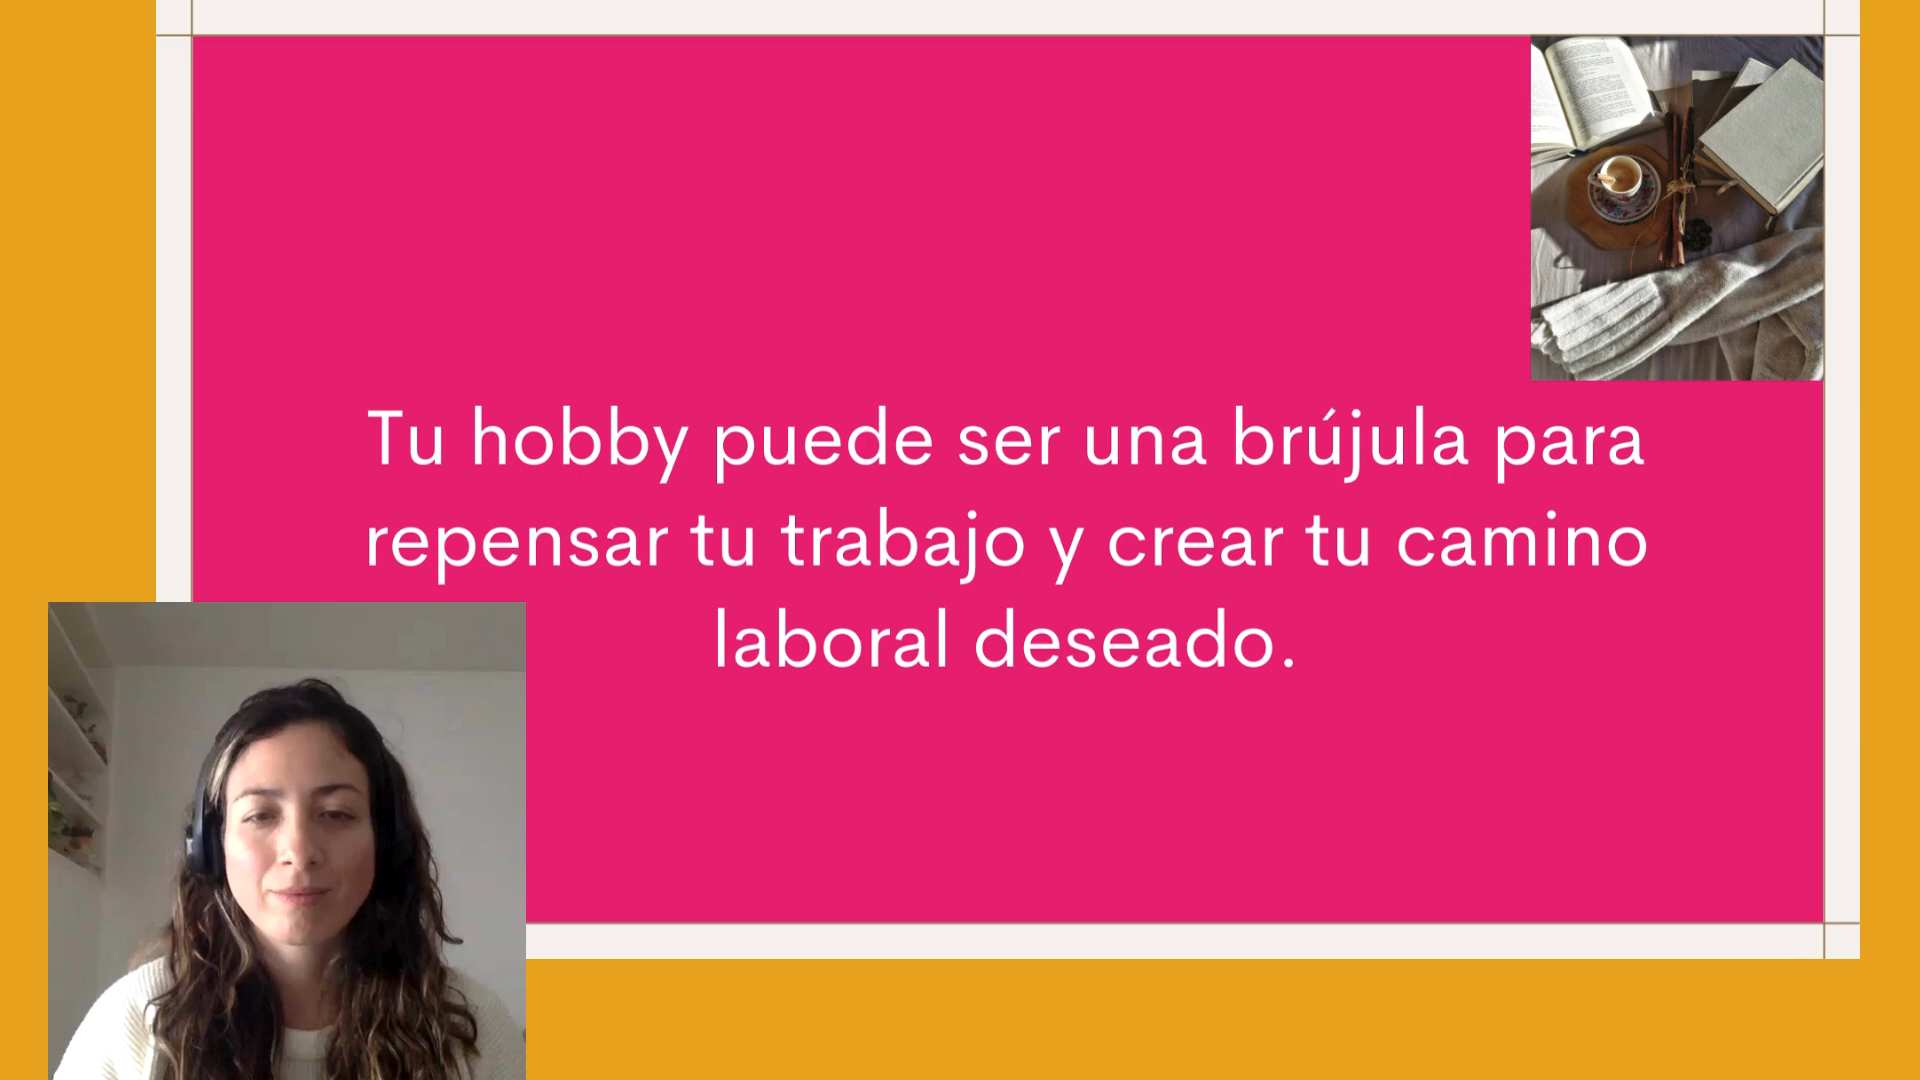 Tu hobby puede ser una brújula para
repensar tu trabajo y crear tu camino
laboral deseado.